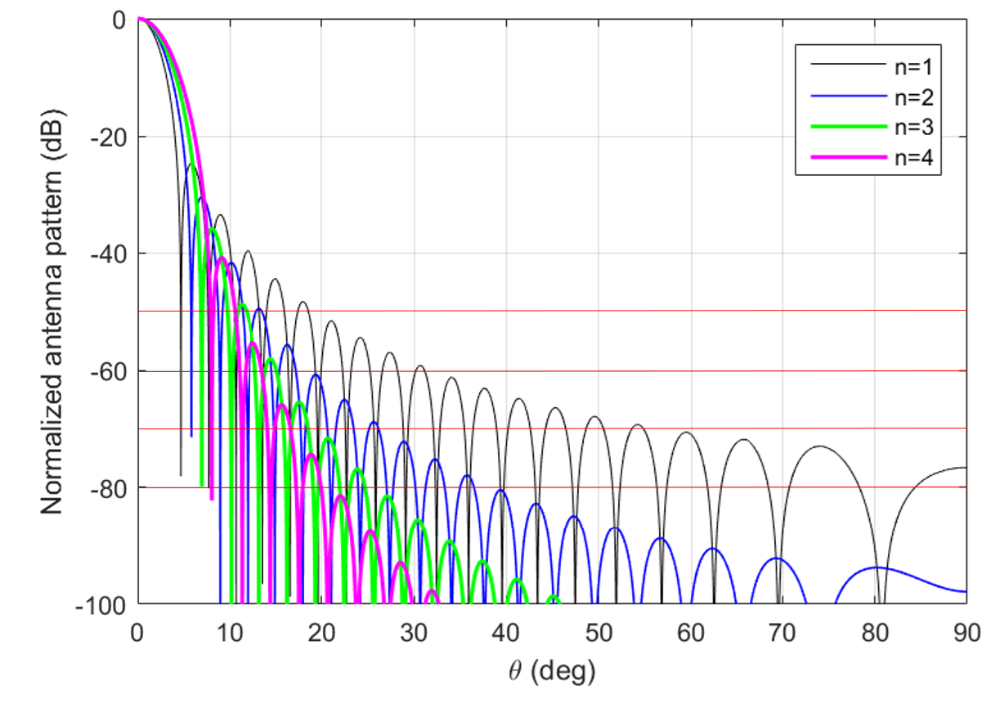 Normalized antenna pattern (dB)
0
-20
-40
-60
-80
-100
n=1
n=2
n=3
n=4
0 10 20 30 40 50 60 70 80 90
θ (deg)